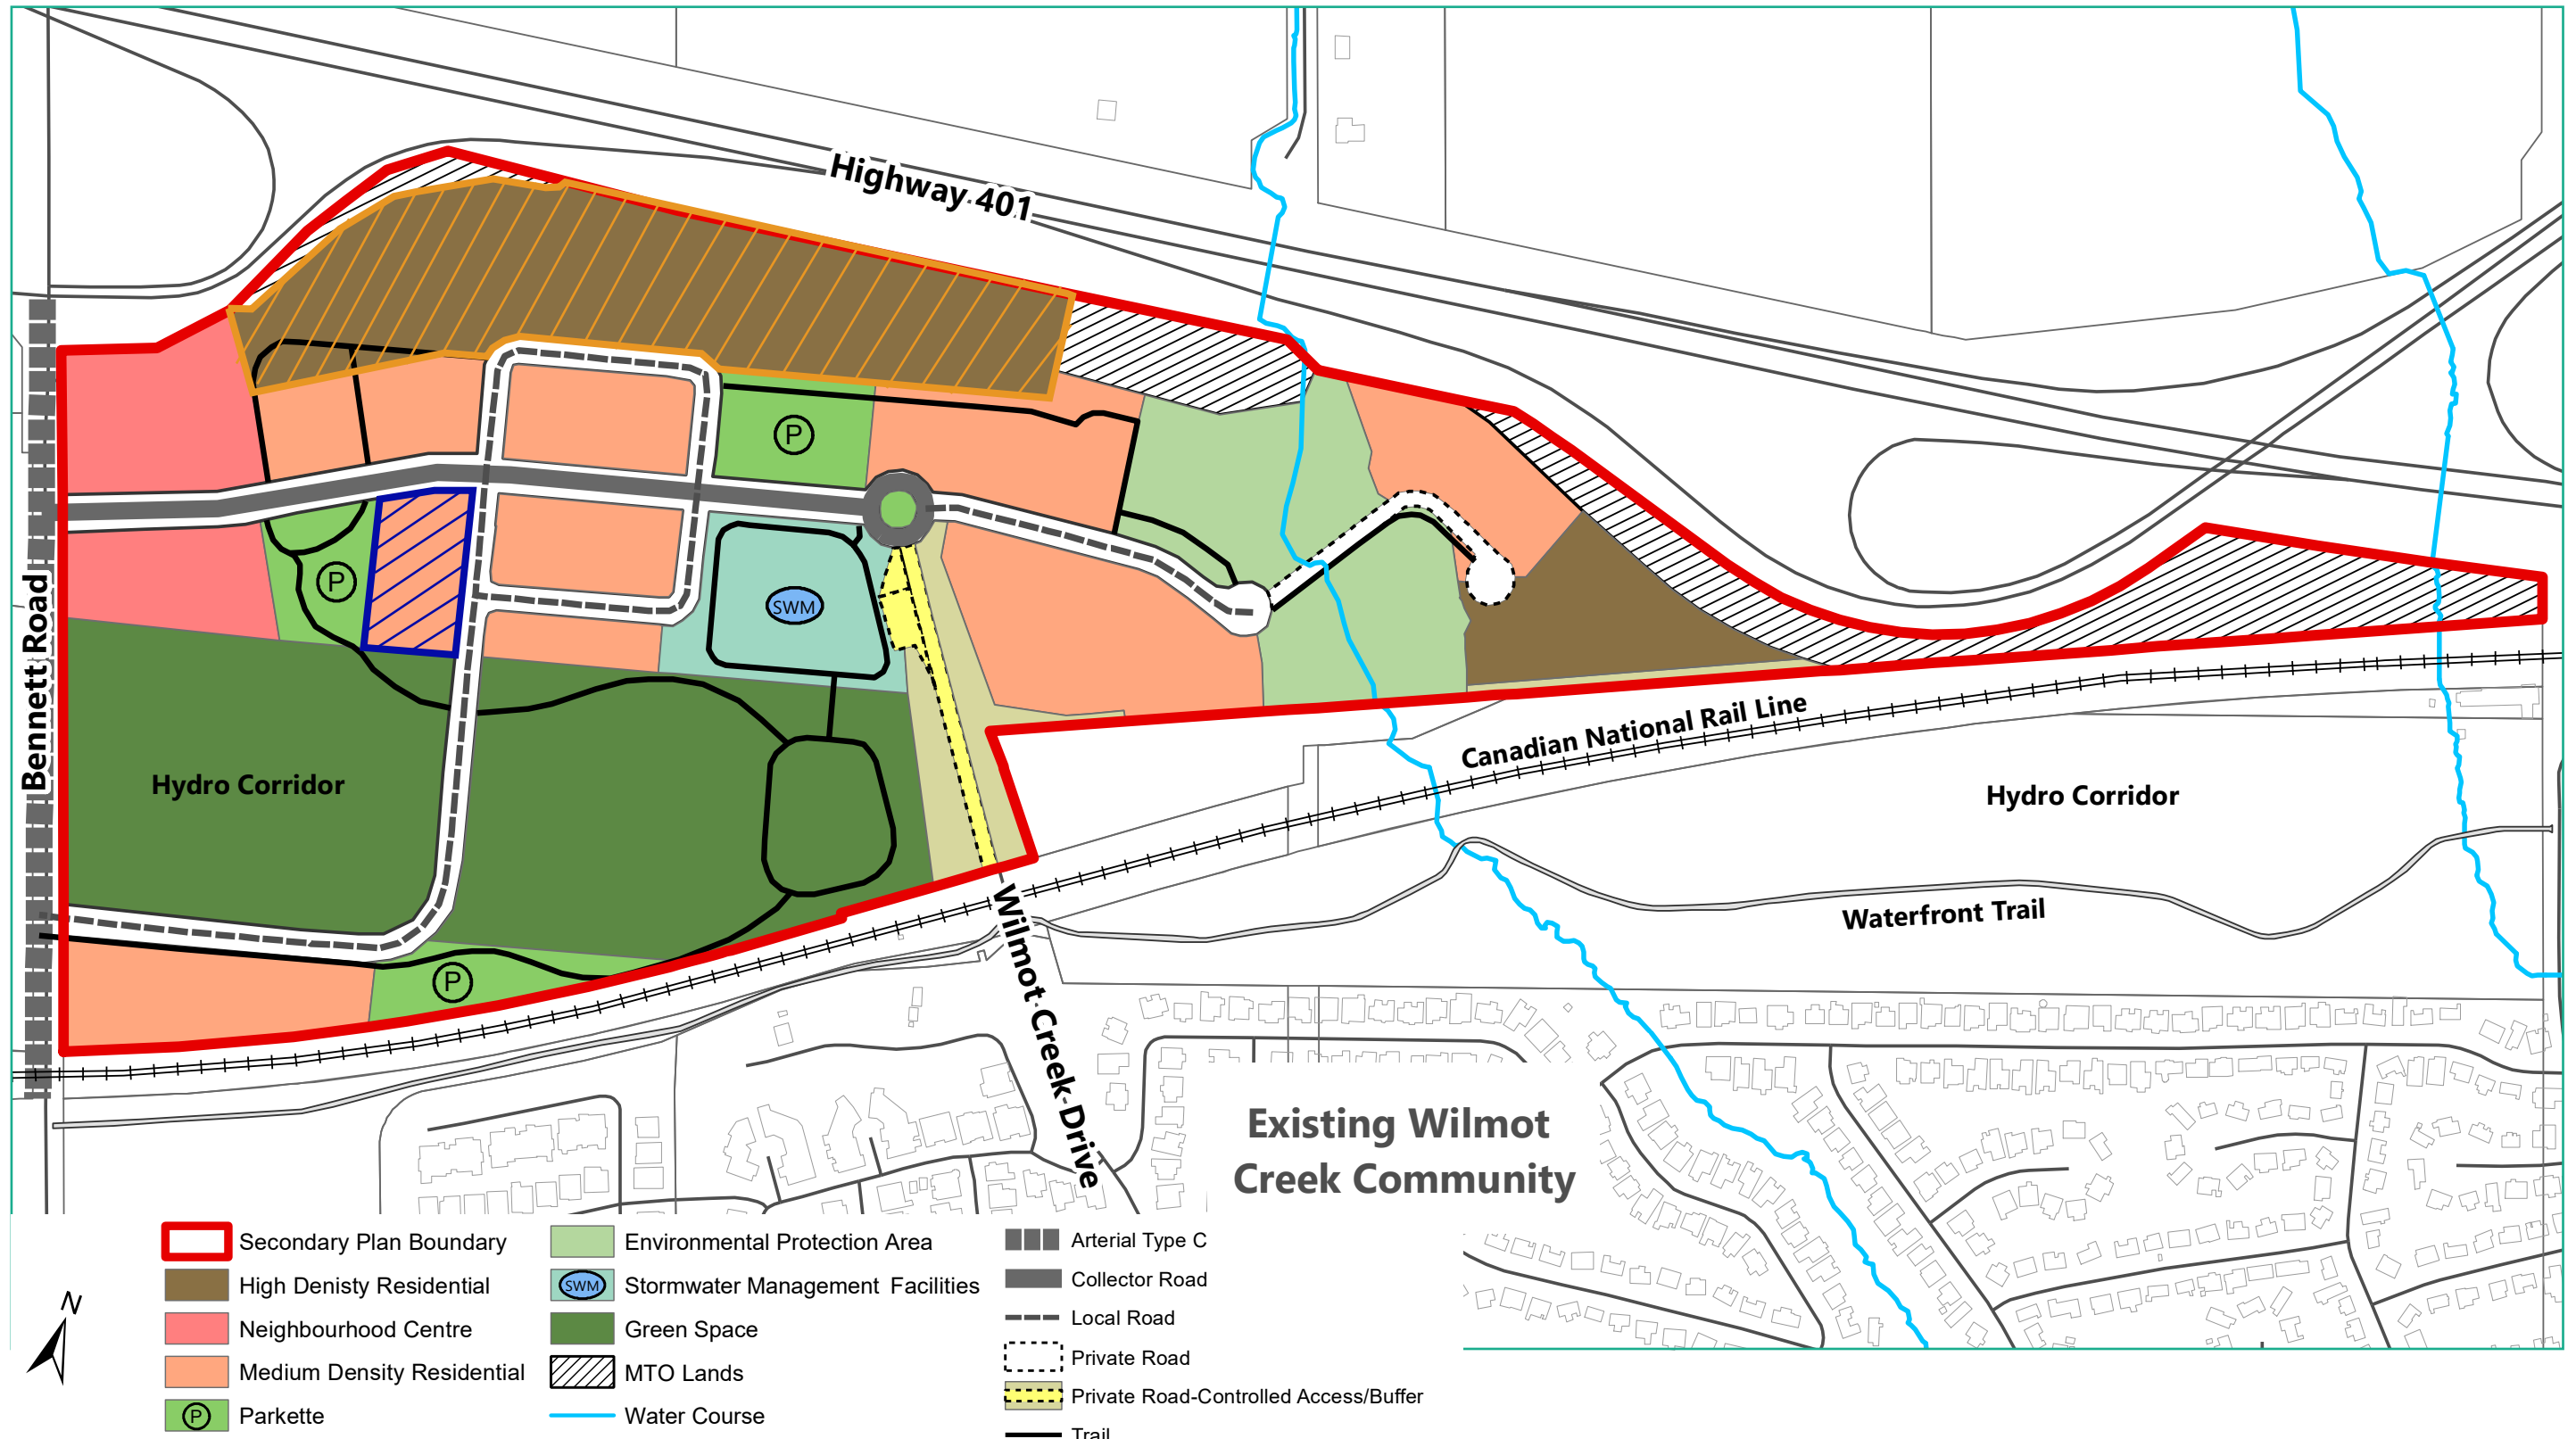 Highway 401
P
P
SWM
Bennett Road
Canadian National Rail Line
Hydro Corridor
Hydro Corridor
Waterfront Trail
P
Wilmot Creek Drive
Existing Wilmot
Creek Community
N
Secondary Plan Boundary
High Denisty Residential
Neighbourhood Centre
Medium Density Residential
P Parkette
Environmental Protection Area
SWM Stormwater Management Facilities
Green Space
MTO Lands
Water Course
Arterial Type C
Collector Road
Local Road
Private Road
Private Road-Controlled Access/Buffer
Trail